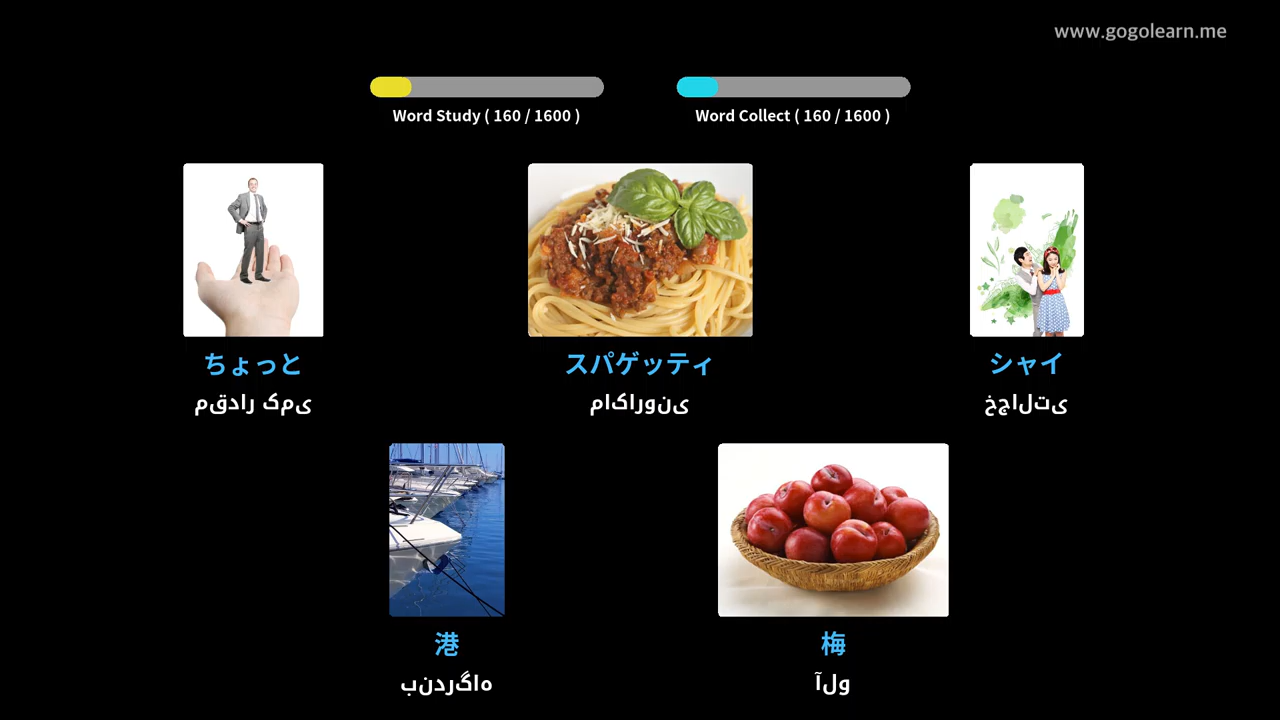 www.gogolearn.me
Word Study ( 160 / 1600 )
Word Collect ( 160 / 1600 )
ちょっと
مقدار کمی
スパゲッティ
ماکارونی
シャイ
خجالتی
港
بندرگاه
梅
آلو